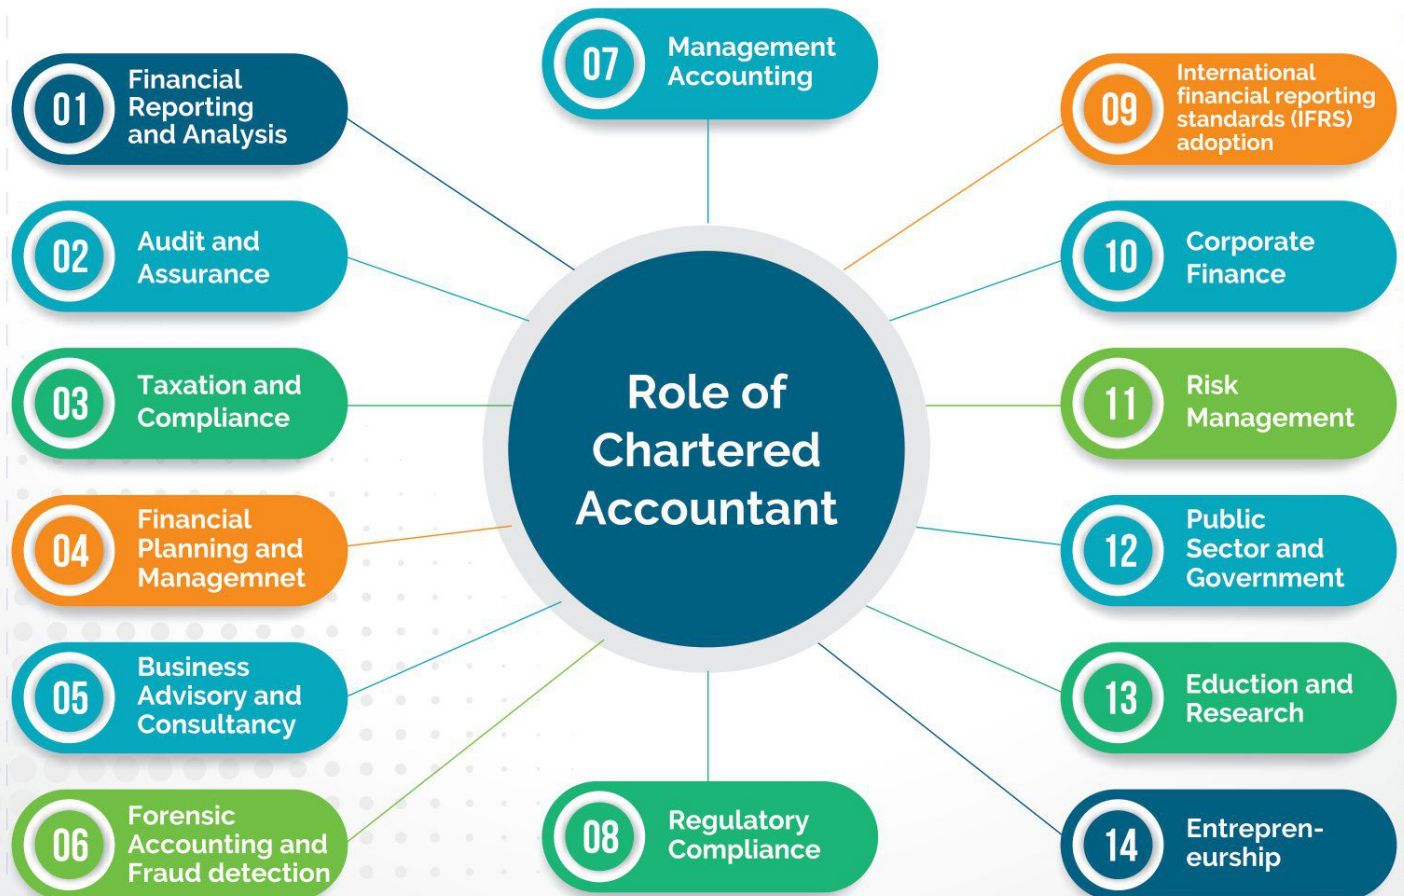 01
Financial
Reporting
and Analysis
02
Audit and
Assurance
03
Taxation and
Compliance
04
Financial
Planning and
Managemnet
05
Business
Advisory and
Consultancy
06
Forensic
Accounting and
Fraud detection
07
Management
Accounting
Role of
Chartered
Accountant
08
Regulatory
Compliance
09
International
financial reporting
standards (IFRS)
adoption
10
Corporate
Finance
11
Risk
Management
12
Public
Sector and
Government
13
Eduction and
Research
14
Entrepren-
eurship